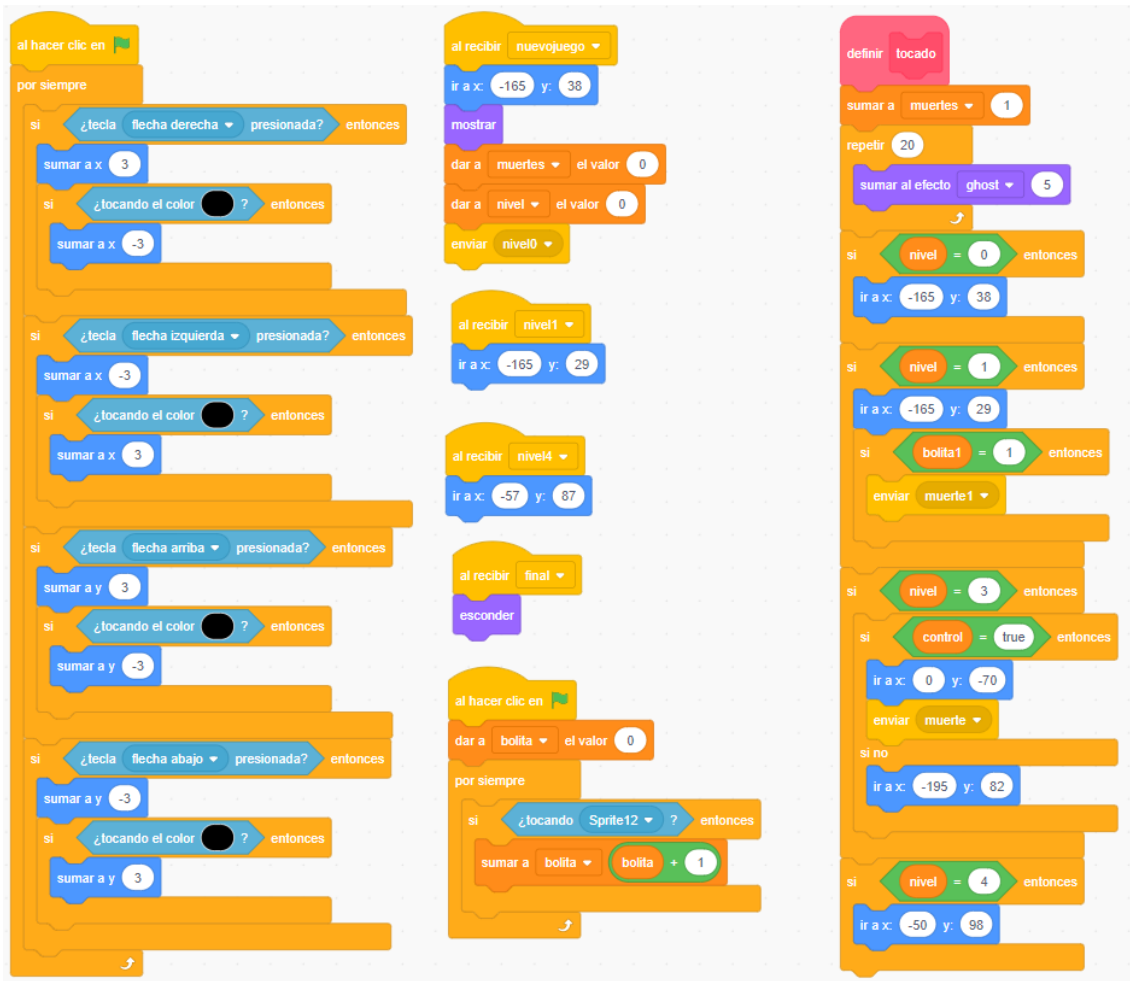 al hacer clic en
por siempre
si ¿tecla flecha derecha presionada? entonces
sumar a x 3
si ¿tocando el color ? entonces
sumar a x -3
si ¿tecla flecha izquierda presionada? entonces
sumar a x -3
si ¿tocando el color ? entonces
sumar a x 3
si ¿tecla flecha arriba presionada? entonces
sumar a y 3
si ¿tocando el color ? entonces
sumar a y -3
si ¿tecla flecha abajo presionada? entonces
sumar a y -3
si ¿tocando el color ? entonces
sumar a y 3
al recibir nuevojuego
ir a x: -165 y: 38
mostrar
dar a muertes el valor 0
dar a nivel el valor 0
enviar nivel0
al recibir nivel1
ir a x: -165 y: 29
al recibir nivel4
ir a x: -57 y: 87
al recibir final
esconder
al hacer clic en
dar a bolita el valor 0
por siempre
si ¿tocando Sprite12 ? entonces
sumar a bolita bolita + 1
definir tocado
sumar a muertes 1
repetir 20
sumar al efecto ghost 5
si nivel = 0 entonces
ir a x: -165 y: 38
si nivel = 1 entonces
ir a x: -165 y: 29
si bolita1 = 1 entonces
enviar muerte1
si nivel = 3 entonces
si control = true entonces
ir a x: 0 y: -70
enviar muerte
si no
ir a x: -195 y: 82
si nivel = 4 entonces
ir a x: -50 y: 98